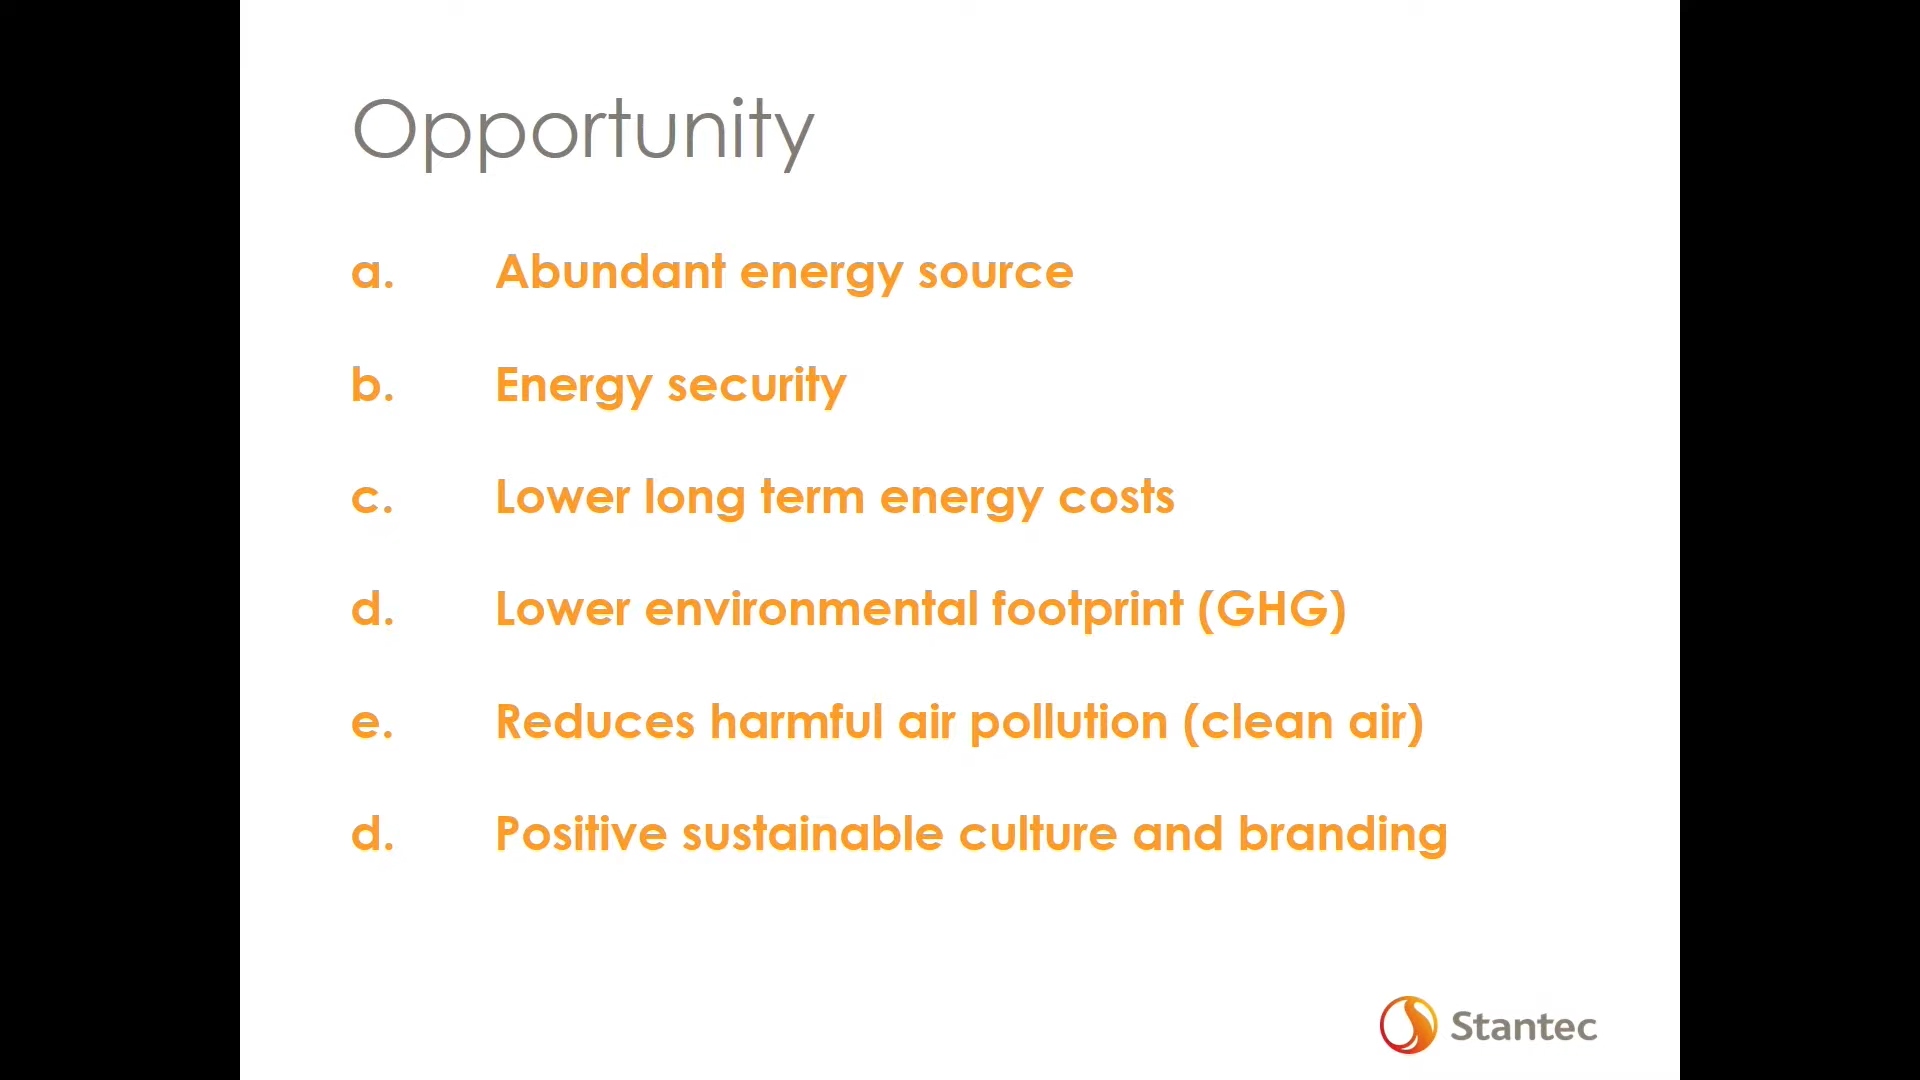 Opportunity
a. Abundant energy source
b. Energy security
c. Lower long term energy costs
d. Lower environmental footprint (GHG)
e. Reduces harmful air pollution (clean air)
d. Positive sustainable culture and branding
Stantec